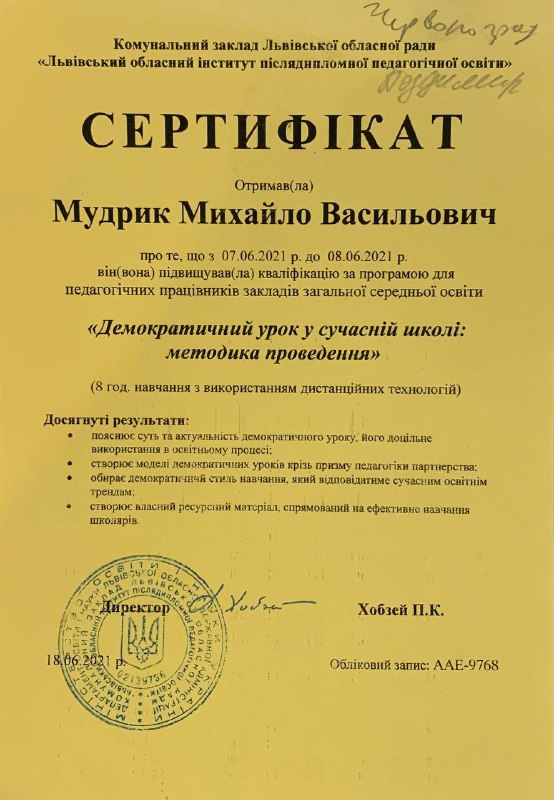 Червоноград
Комунальний заклад Львівської обласної ради
«Львівський обласний інститут післядипломної педагогічної освіти»
СЕРТИФІКАТ
Отримав(ла)
Мудрик Михайло Васильович
про те, що з 07.06.2021 р. до 08.06.2021 р.
він(вона) підвищував(ла) кваліфікацію за програмою для
педагогічних працівників закладів загальної середньої освіти
«Демократичний урок у сучасній школі:
методика проведення»
(8 год. навчання з використанням дистанційних технологій)
Досягнуті результати:
• пояснює суть та актуальність демократичного уроку, його доцільне
використання в освітньому процесі;
• створює моделі демократичних уроків крізь призму педагогіки партнерства;
• обирає демократичний стиль навчання, який відповідатиме сучасним освітнім
трендам;
• створює власний ресурсний матеріал, спрямований на ефективне навчання
школярів.
Директор
Хобзей П.К.
18.06.2021 р.
02139736
Обліковий запис: ААЕ-9768